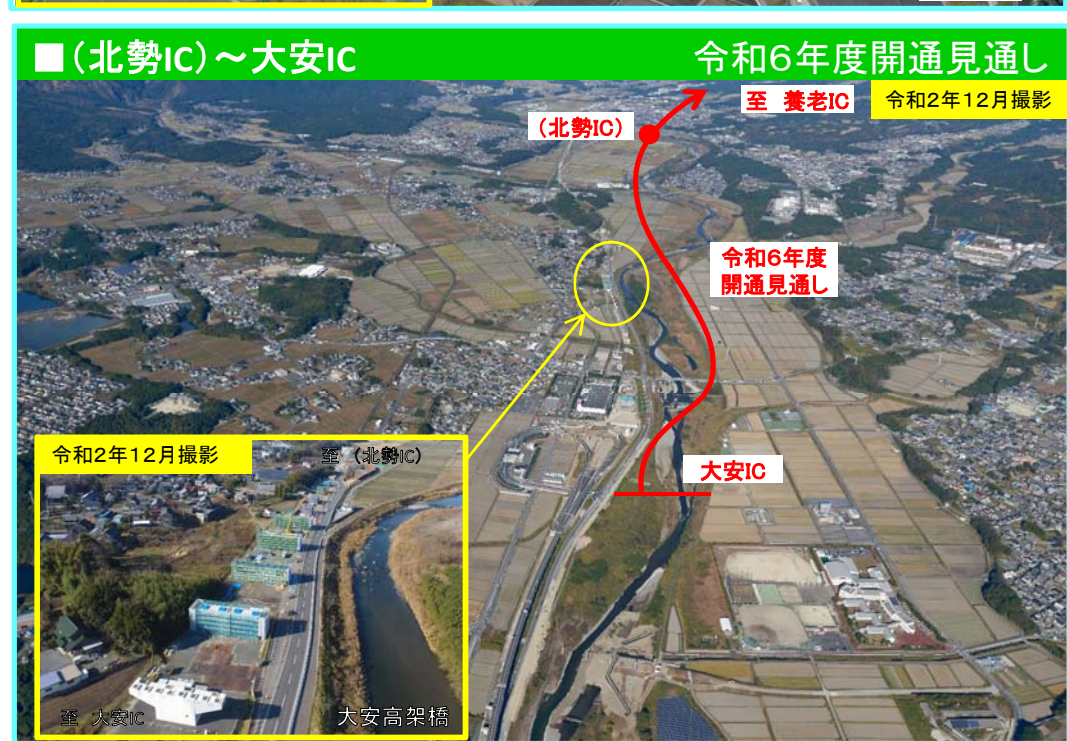 ■（北勢IC）～大安IC
令和６年度開通見通し
至　養老IC
令和2年12月撮影
（北勢IC）
令和6年度
開通見通し
大安IC
令和2年12月撮影
至 （北勢IC）
至 大安IC
大安高架橋